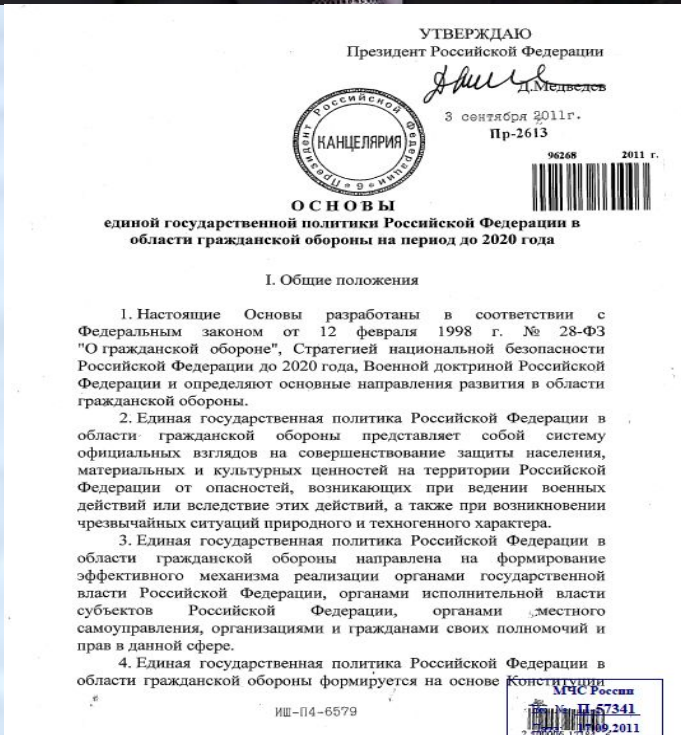 УТВЕРЖДАЮ
Президент Российской Федерации
Д.Медведев
3 сентября 2011г.
Пр-2613
Президент Российской Федерации
КАНЦЕЛЯРИЯ
96268 2011 г.
ОСНОВЫ
единой государственной политики Российской Федерации в
области гражданской обороны на период до 2020 года
I. Общие положения
1. Настоящие Основы разработаны в соответствии с
Федеральным законом от 12 февраля 1998 г. № 28-ФЗ
"О гражданской обороне", Стратегией национальной безопасности
Российской Федерации до 2020 года, Военной доктриной Российской
Федерации и определяют основные направления развития в области
гражданской обороны.
2. Единая государственная политика Российской Федерации в
области гражданской обороны представляет собой систему
официальных взглядов на совершенствование защиты населения,
материальных и культурных ценностей на территории Российской
Федерации от опасностей, возникающих при ведении военных
действий или вследствие этих действий, а также при возникновении
чрезвычайных ситуаций природного и техногенного характера.
3. Единая государственная политика Российской Федерации в
области гражданской обороны направлена на формирование
эффективного механизма реализации органами государственной
власти Российской Федерации, органами исполнительной власти
субъектов Российской Федерации, органами местного
самоуправления, организациями и гражданами своих полномочий и
прав в данной сфере.
4. Единая государственная политика Российской Федерации в
области гражданской обороны формируется на основе Конституции
ИШ-П4-6579
МЧС России
П-57341
09.2011